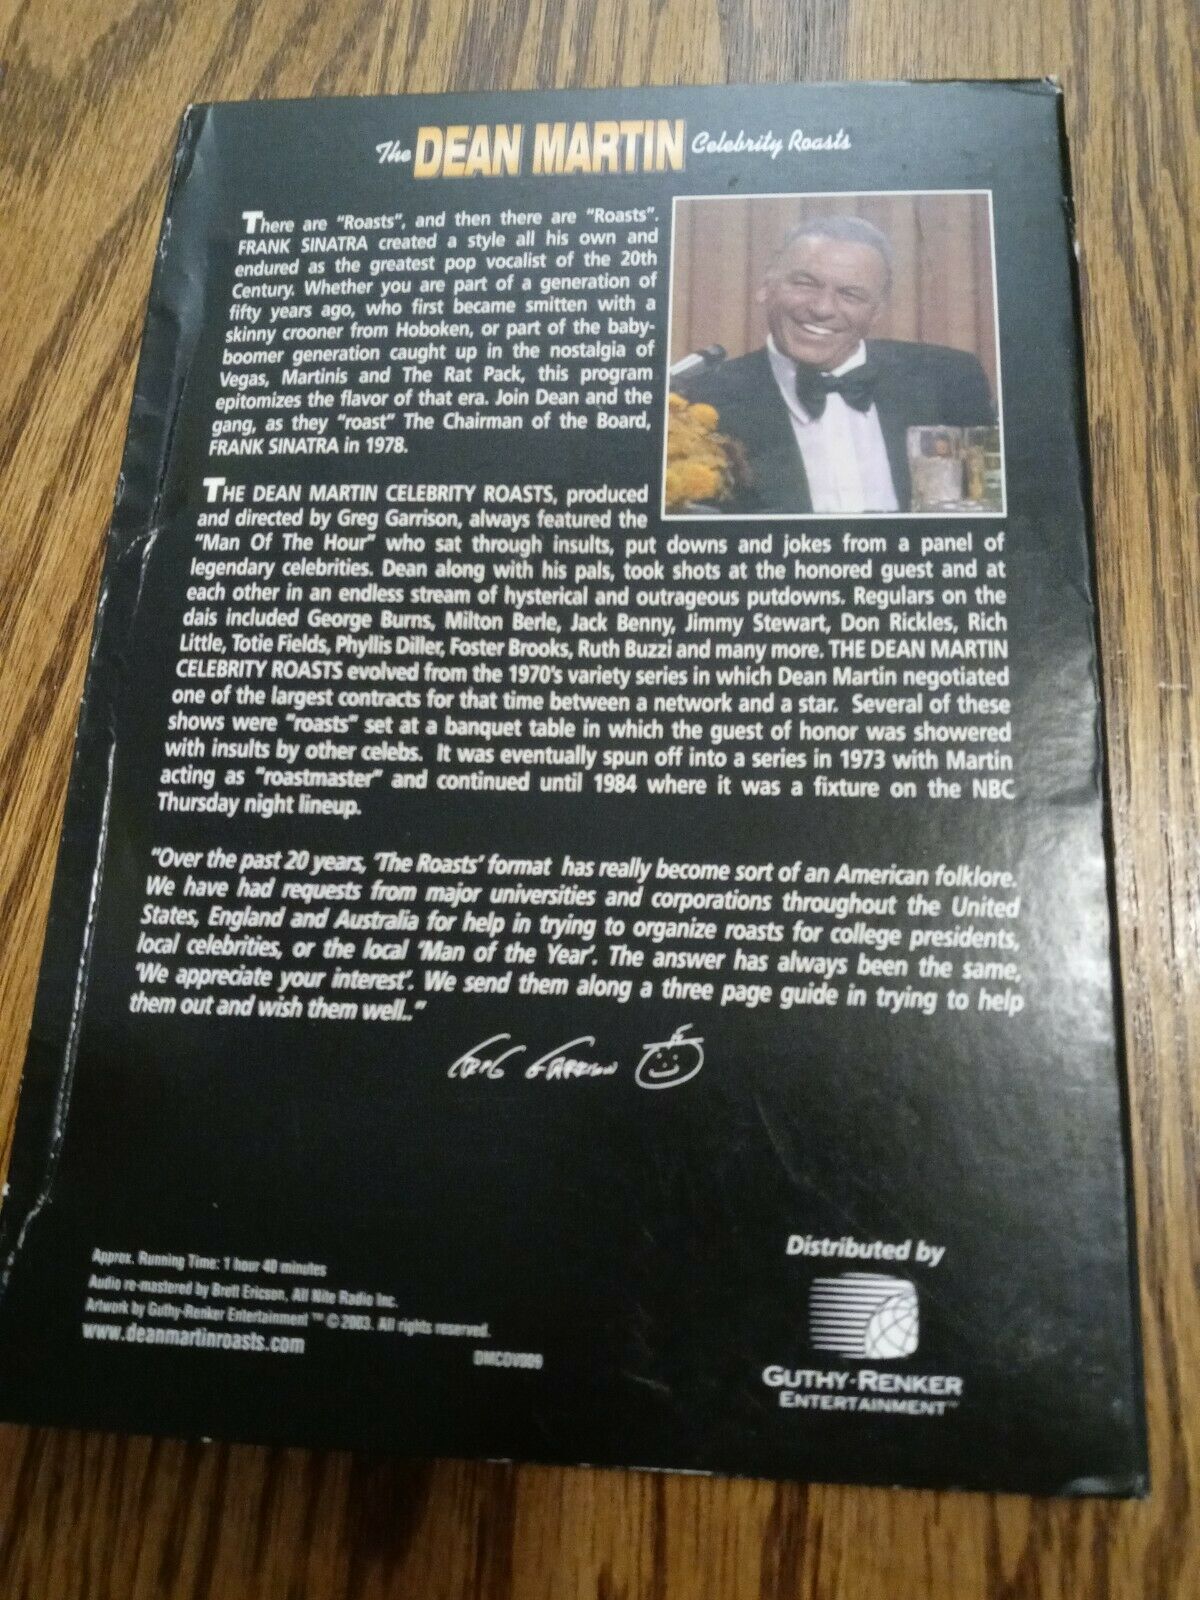 The DEAN MARTIN Celebrity Roasts
There are "Roasts", and then there are "Roasts".
FRANK SINATRA created a style all his own and
endured as the greatest pop vocalist of the 20th
Century. Whether you are part of a generation of
fifty years ago, who first became smitten with a
skinny crooner from Hoboken, or part of the baby-
boomer generation caught up in the nostalgia of
Vegas, Martinis and The Rat Pack, this program
epitomizes the flavor of that era. Join Dean and the
gang, as they "roast" The Chairman of the Board,
FRANK SINATRA in 1978.
THE DEAN MARTIN CELEBRITY ROASTS, produced
and directed by Greg Garrison, always featured the
"Man Of The Hour" who sat through insults, put downs and jokes from a panel of
legendary celebrities. Dean along with his pals, took shots at the honored guest and at
each other in an endless stream of hysterical and outrageous putdowns. Regulars on the
dais included George Burns, Milton Berle, Jack Benny, Jimmy Stewart, Don Rickles, Rich
Little, Totie Fields, Phyllis Diller, Foster Brooks, Ruth Buzzi and many more. THE DEAN MARTIN
CELEBRITY ROASTS evolved from the 1970's variety series in which Dean Martin negotiated
one of the largest contracts for that time between a network and a star. Several of these
shows were "roasts" set at a banquet table in which the guest of honor was showered
with insults by other celebs. It was eventually spun off into a series in 1973 with Martin
acting as "roastmaster" and continued until 1984 where it was a fixture on the NBC
Thursday night lineup.
"Over the past 20 years, 'The Roasts' format has really become sort of an American folklore.
We have had requests from major universities and corporations throughout the United
States, England and Australia for help in trying to organize roasts for college presidents,
local celebrities, or the local 'Man of the Year'. The answer has always been the same,
'We appreciate your interest'. We send them along a three page guide in trying to help
them out and wish them well.."
Greg Garrison
Approx. Running Time: 1 hour 40 minutes
Audio re-mastered by Brett Ericson, All Nite Radio Inc.
Artwork by Guthy-Renker Entertainment ™ © 2003. All rights reserved.
www.deanmartinroasts.com
Distributed by
GUTHY-RENKER
ENTERTAINMENT™